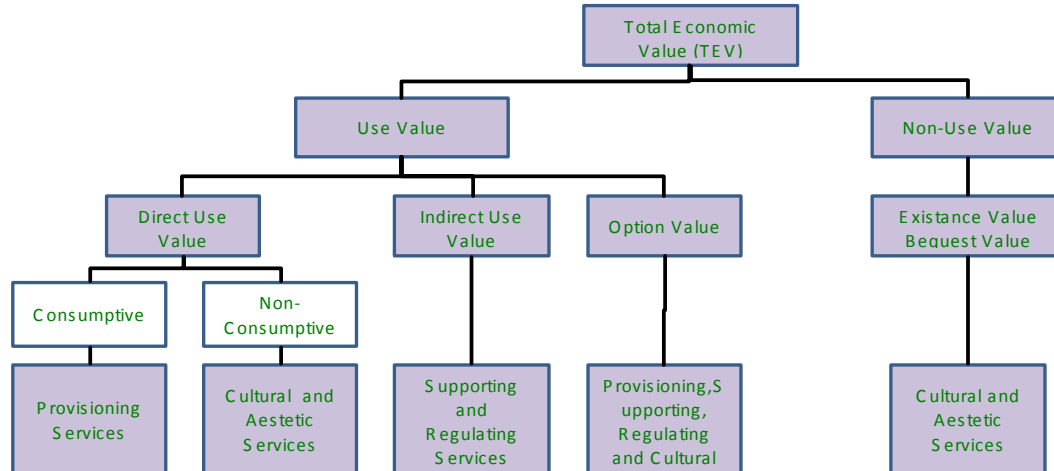 Total Economic
Value (TEV)
Use Value
Non-Use Value
Direct Use
Value
Indirect Use
Value
Option Value
Existance Value
Bequest Value
Consumptive
Non-
Consumptive
Provisioning
Services
Cultural and
Aestetic
Services
Supporting
and
Regulating
Services
Provisioning,S
upporting,
Regulating
and Cultural
Cultural and
Aestetic
Services